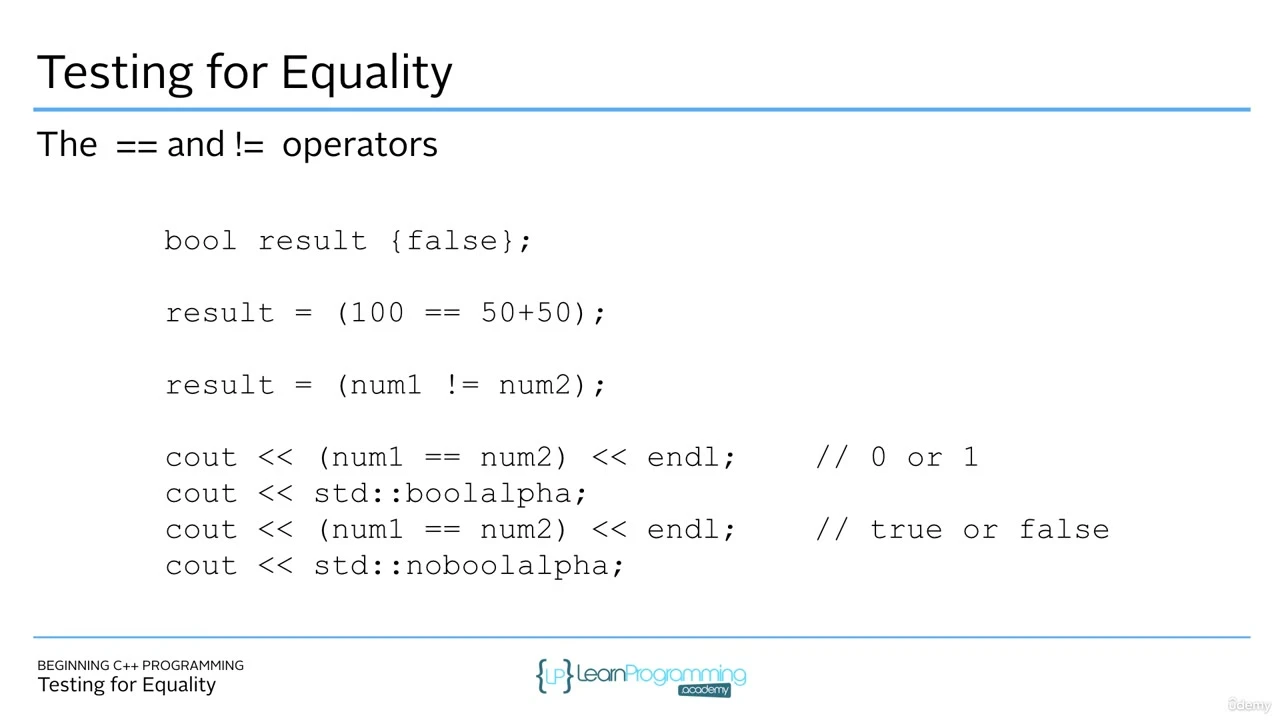 Testing for Equality
The == and != operators
bool result {false};
result = (100 == 50+50);
result = (num1 != num2);
cout << (num1 == num2) << endl; // 0 or 1
cout << std::boolalpha;
cout << (num1 == num2) << endl; // true or false
cout << std::noboolalpha;
BEGINNING C++ PROGRAMMING
Testing for Equality
{LP} LearnProgramming
academy
ûdemy